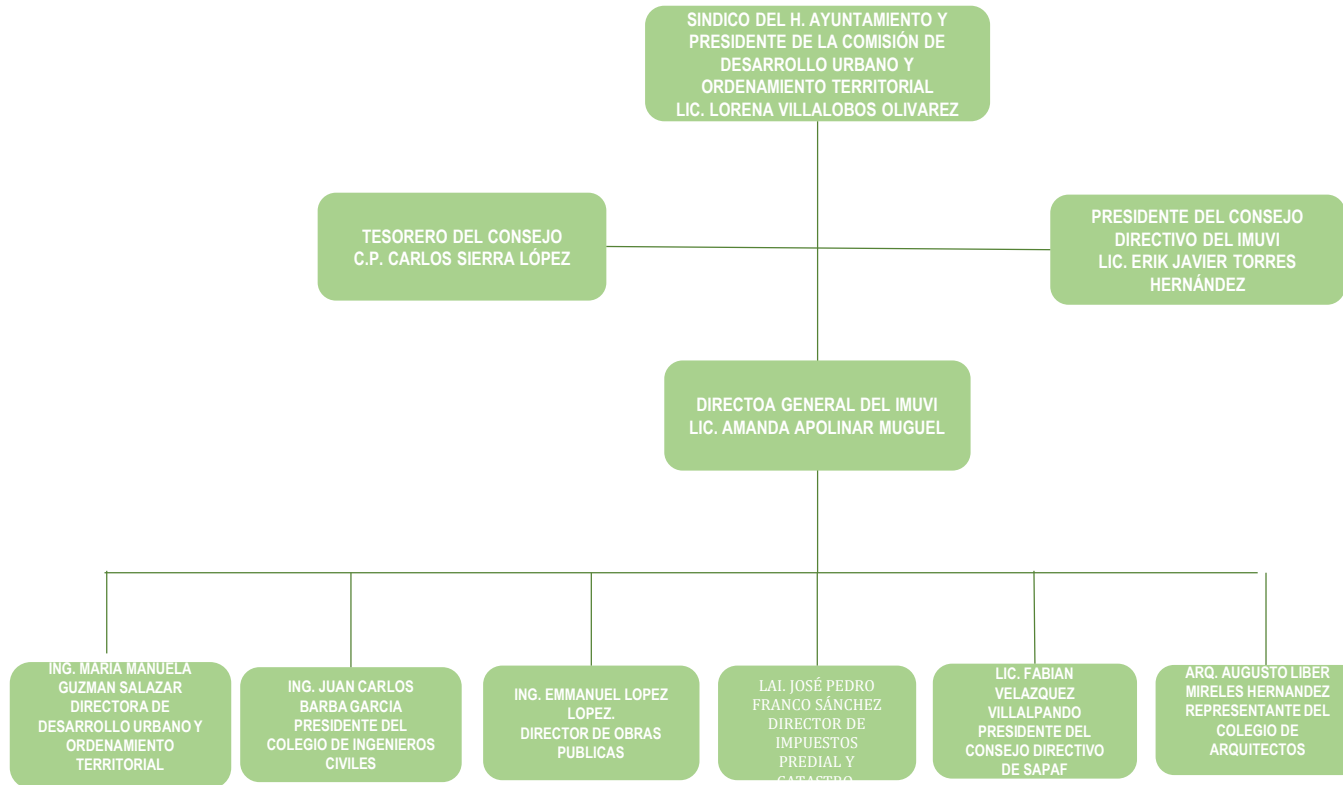 SINDICO DEL H. AYUNTAMIENTO Y
PRESIDENTE DE LA COMISIÓN DE
DESARROLLO URBANO Y
ORDENAMIENTO TERRITORIAL
LIC. LORENA VILLALOBOS OLIVAREZ
TESORERO DEL CONSEJO
C.P. CARLOS SIERRA LÓPEZ
PRESIDENTE DEL CONSEJO
DIRECTIVO DEL IMUVI
LIC. ERIK JAVIER TORRES
HERNÁNDEZ
DIRECTOA GENERAL DEL IMUVI
LIC. AMANDA APOLINAR MUGUEL
ING. MARIA MANUELA
GUZMAN SALAZAR
DIRECTORA DE
DESARROLLO URBANO Y
ORDENAMIENTO
TERRITORIAL
ING. JUAN CARLOS
BARBA GARCIA
PRESIDENTE DEL
COLEGIO DE INGENIEROS
CIVILES
ING. EMMANUEL LOPEZ
LOPEZ.
DIRECTOR DE OBRAS
PUBLICAS
LAI. JOSÉ PEDRO
FRANCO SÁNCHEZ
DIRECTOR DE
IMPUESTOS
PREDIAL Y
CATASTRO
LIC. FABIAN
VELAZQUEZ
VILLALPANDO
PRESIDENTE DEL
CONSEJO DIRECTIVO
DE SAPAF
ARQ. AUGUSTO LIBER
MIRELES HERNANDEZ
REPRESENTANTE DEL
COLEGIO DE
ARQUITECTOS